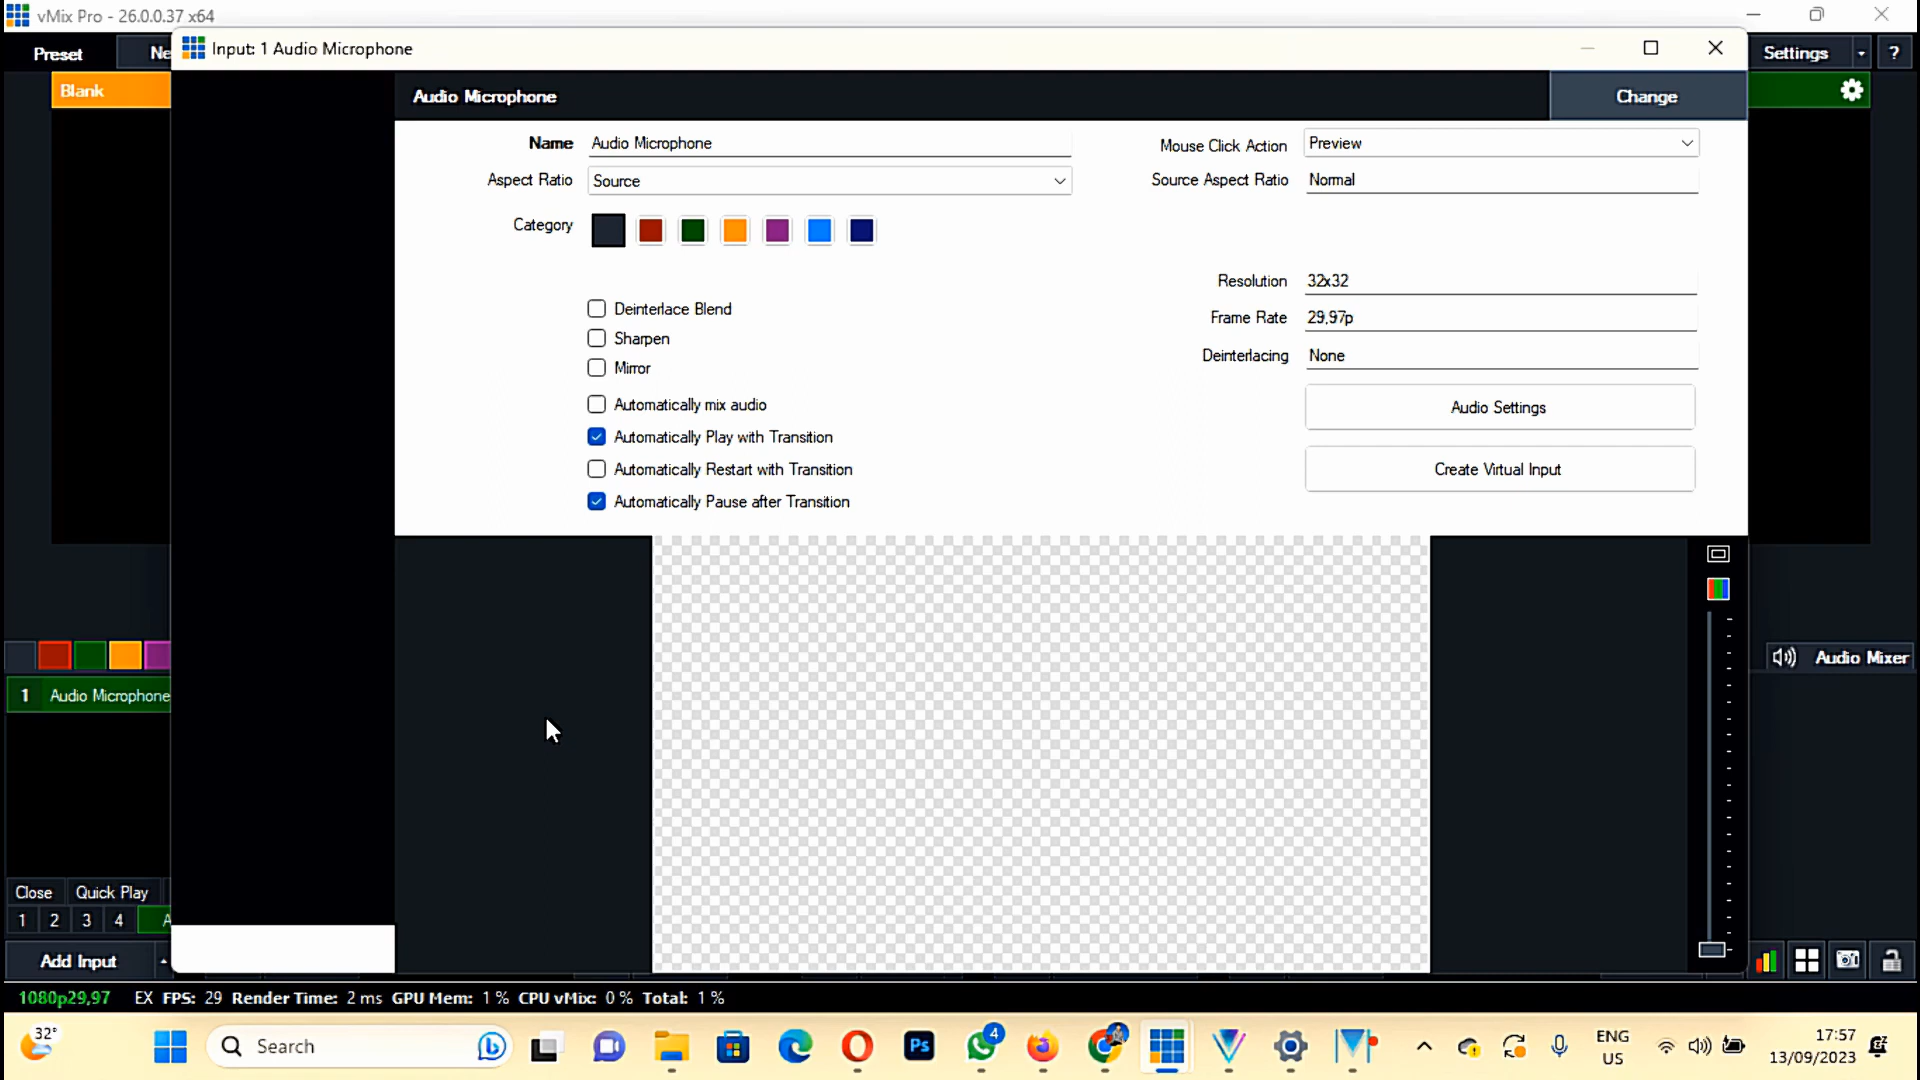 vMix Pro - 26.0.0.37 x64
Preset
Ne
Input: 1 Audio Microphone
Settings
?
Blank
Audio Microphone
Change
Name
Audio Microphone
Mouse Click Action
Preview
Aspect Ratio
Source
Source Aspect Ratio
Normal
Category
Resolution
32x32
Deinterlace Blend
Frame Rate
29,97p
Sharpen
Deinterlacing
None
Mirror
Automatically mix audio
Audio Settings
Automatically Play with Transition
Automatically Restart with Transition
Create Virtual Input
Automatically Pause after Transition
Audio Mixer
1 Audio Microphone
Close
Quick Play
1
2
3
4
A
Add Input
1080p29,97 EX FPS: 29 Render Time: 2 ms GPU Mem: 1 % CPU vMix: 0 % Total: 1 %
32°
Search
Ps
4
ENG
US
17:57
13/09/2023